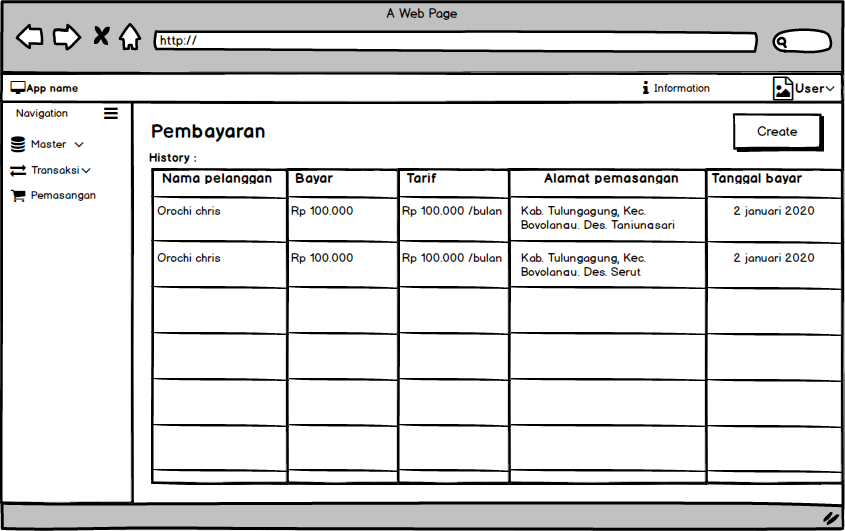 A Web Page
http://
App name
Information
User
Navigation
Master
Transaksi
Pemasangan
Pembayaran
Create
History :
Nama pelanggan Bayar Tarif Alamat pemasangan Tanggal bayar
Orochi chris Rp 100.000 Rp 100.000 /bulan Kab. Tulungagung, Kec. 2 januari 2020
Boyolangu. Des. Tanjungsari
Orochi chris Rp 100.000 Rp 100.000 /bulan Kab. Tulungagung, Kec. 2 januari 2020
Boyolangu. Des. Serut